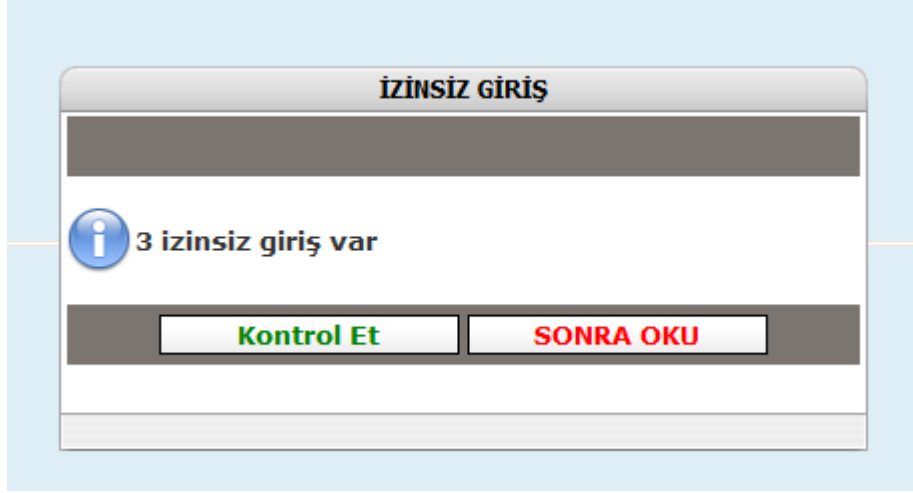 İZİNSİZ GİRİŞ
3 izinsiz giriş var
Kontrol Et
SONRA OKU